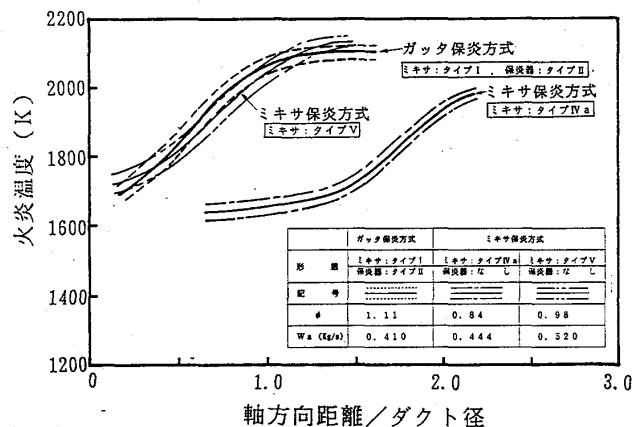 火炎温度 (K)
2200
2000
1800
1600
1400
1200
0
1.0
2.0
3.0
軸方向距離/ダクト径
ガッタ保炎方式
ミキサ:タイプI , 保炎器:タイプII
ミキサ保炎方式
ミキサ:タイプIVa
ミキサ保炎方式
ミキサ:タイプV
ガッタ保炎方式 ミキサ保炎方式
形 態 ミキサ:タイプI ミキサ:タイプIVa ミキサ:タイプV
保炎器:タイプII 保炎器:な し 保炎器:な し
記 号
φ 1.11 0.84 0.98
Wa (Kg/s) 0.410 0.444 0.520